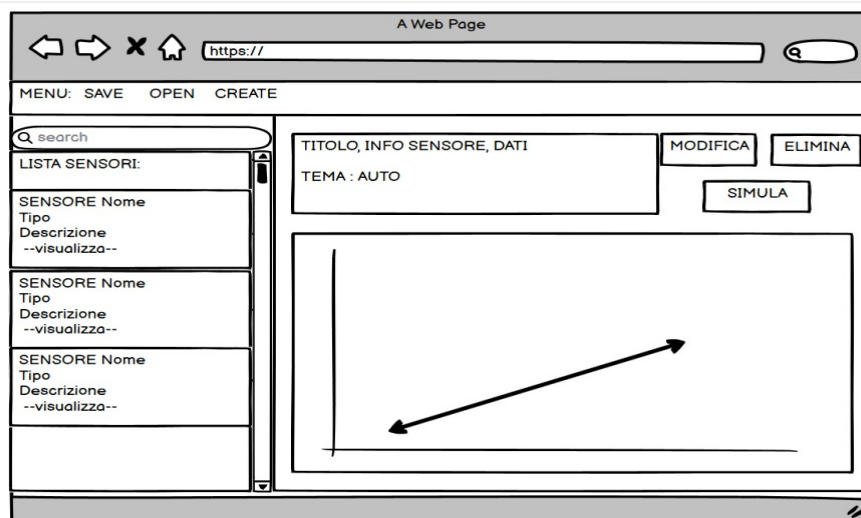 A Web Page
https://
MENU: SAVE OPEN CREATE
search
LISTA SENSORI:
SENSORE Nome
Tipo
Descrizione
--visualizza--
SENSORE Nome
Tipo
Descrizione
--visualizza--
SENSORE Nome
Tipo
Descrizione
--visualizza--
TITOLO, INFO SENSORE, DATI
TEMA : AUTO
MODIFICA
ELIMINA
SIMULA